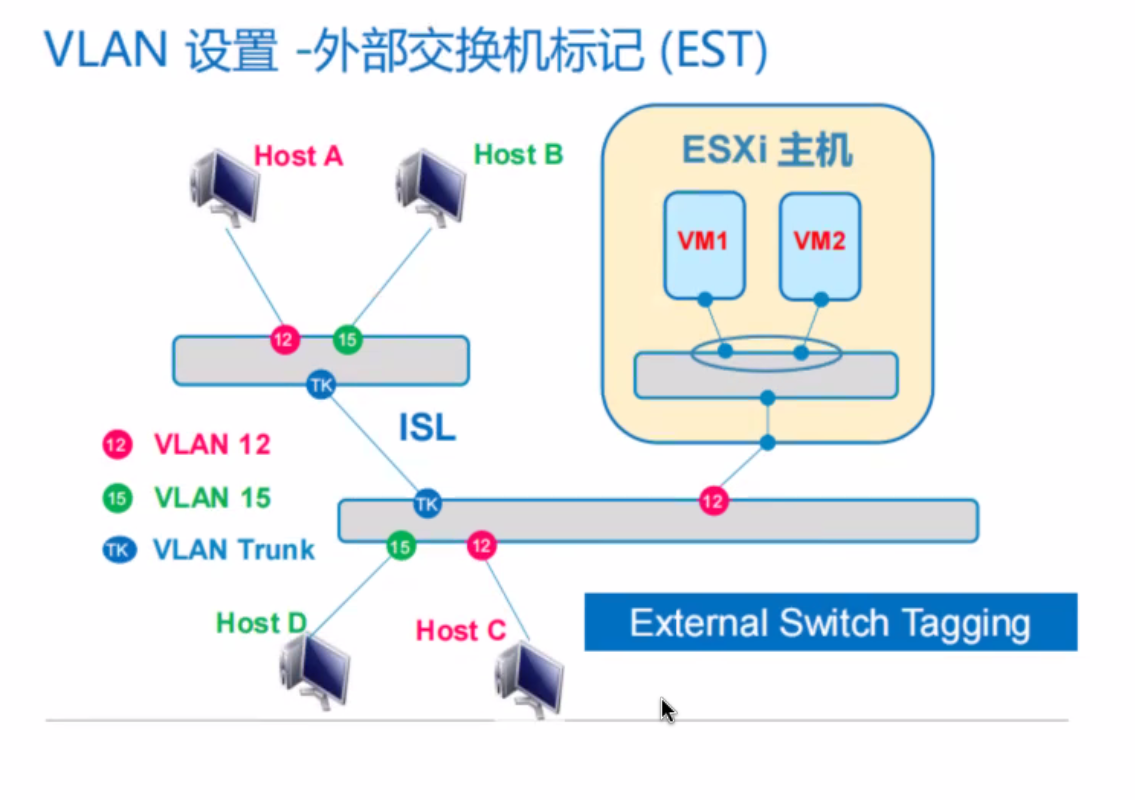 VLAN 设置 -外部交换机标记 (EST)
Host A
Host B
ESXi 主机
VM1
VM2
12
15
TK
ISL
12 VLAN 12
15 VLAN 15
TK VLAN Trunk
TK
12
15
12
Host D
Host C
External Switch Tagging